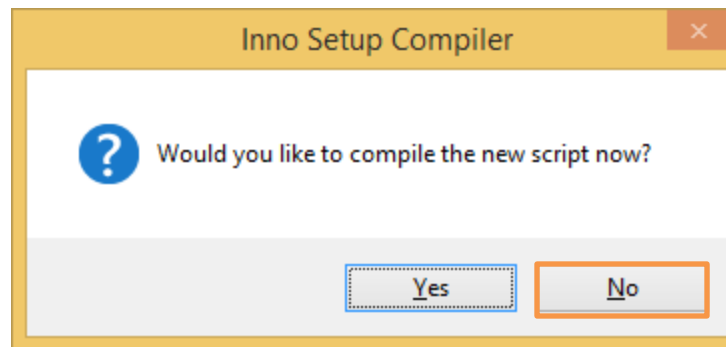 Inno Setup Compiler
Would you like to compile the new script now?
Yes
No